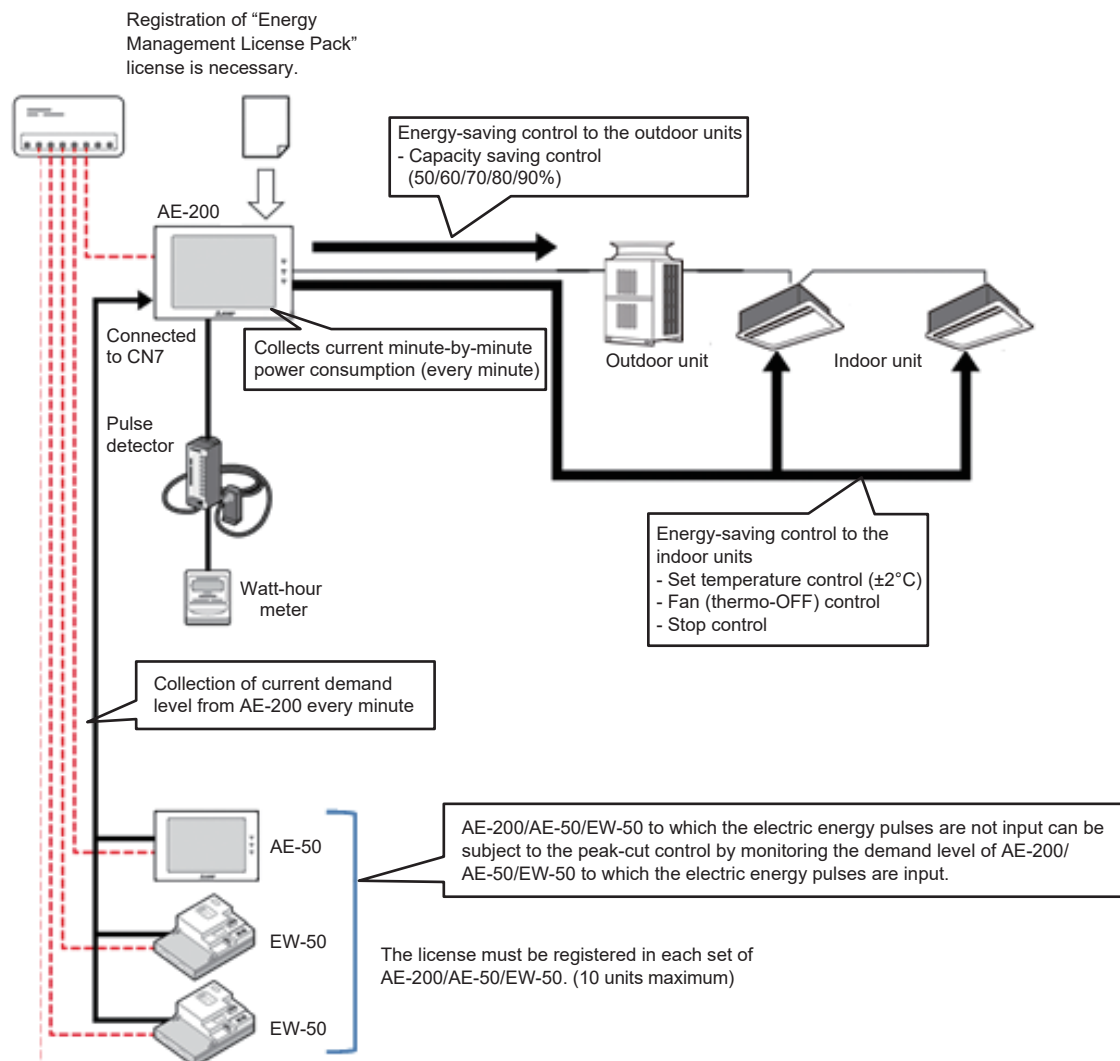 Registration of “Energy
Management License Pack”
license is necessary.
Energy-saving control to the outdoor units
- Capacity saving control
(50/60/70/80/90%)
AE-200
Connected
to CN7
Collects current minute-by-minute
power consumption (every minute)
Outdoor unit
Indoor unit
Pulse
detector
Energy-saving control to the
indoor units
- Set temperature control (±2°C)
- Fan (thermo-OFF) control
- Stop control
Watt-hour
meter
Collection of current demand
level from AE-200 every minute
AE-50
AE-200/AE-50/EW-50 to which the electric energy pulses are not input can be
subject to the peak-cut control by monitoring the demand level of AE-200/
AE-50/EW-50 to which the electric energy pulses are input.
EW-50
The license must be registered in each set of
AE-200/AE-50/EW-50. (10 units maximum)
EW-50